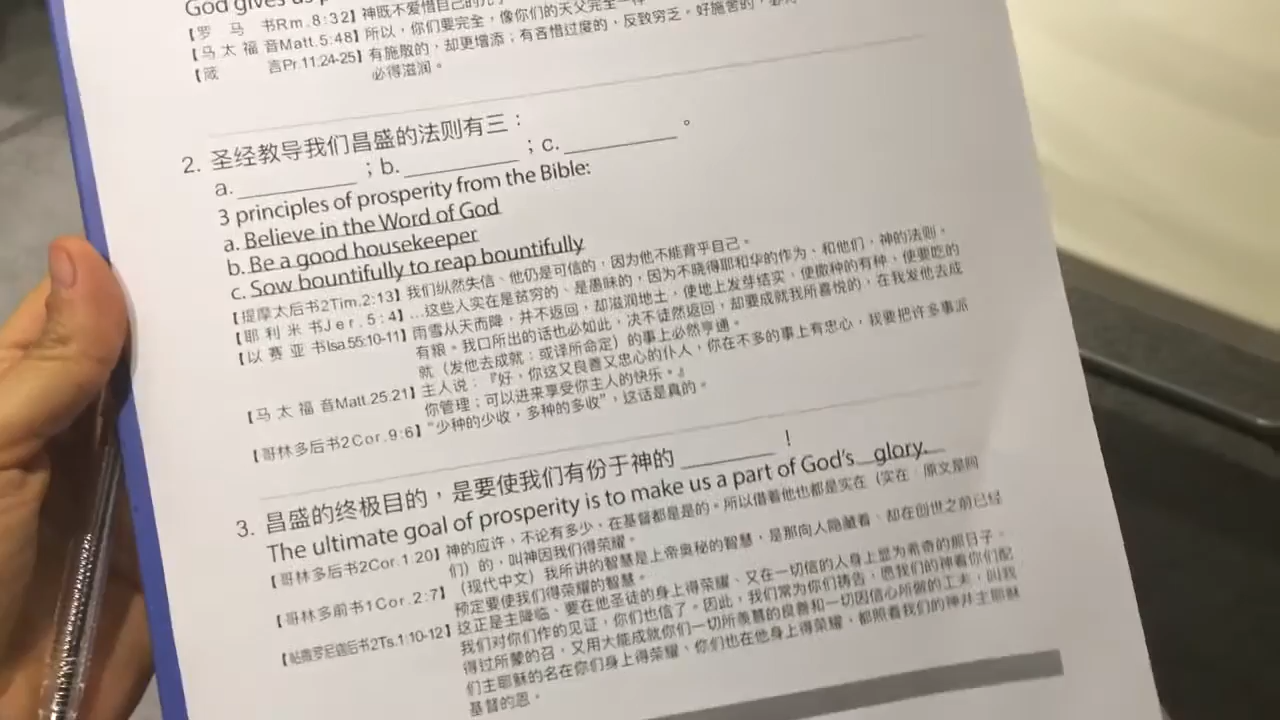 God gives us
【罗 马 书Rm.8:32】神既不爱惜自己的儿子
【马太福音Matt.5:48】所以，你们要完全，像你们的天父完全一样
【箴 言Pr.11:24-25】有施散的，却更增添；有吝惜过度的，反致穷乏。好施舍的，必
必得滋润。
2. 圣经教导我们昌盛的法则有三：
a. ________；b. ________；c. ________。
3 principles of prosperity from the Bible:
a. Believe in the Word of God
b. Be a good housekeeper
c. Sow bountifully to reap bountifully
【提摩太后书2Tim.2:13】我们纵然失信、他仍是可信的，因为他不能背乎自己。
【耶利米书Jer.5:4】…这些人实在是贫穷的、是愚昧的，因为不晓得耶和华的作为、和他们，神的法则。
【以赛亚书Isa.55:10-11】雨雪从天而降，并不返回，却滋润地土，使地上发芽结实、使撒种的有种、使要吃的
有粮。我口所出的话也必如此，决不徒然返回，却要成就我所喜悦的，在我发他去成
就（发他去成就：或译所命定）的事上必然亨通。
【马太福音Matt.25.21】主人说：『好，你这又良善又忠心的仆人，你在不多的事上有忠心，我要把许多事派
你管理；可以进来享受你主人的快乐。』
【哥林多后书2Cor.9:6】“少种的少收，多种的多收”，这话是真的。
3. 昌盛的终极目的，是要使我们有份于神的 ________！
The ultimate goal of prosperity is to make us a part of God's _glory._
【哥林多后书2Cor.1:20】神的应许，不论有多少，在基督都是是的。所以借着他也都是实在（实在：原文是阿
们）的，叫神因我们得荣耀。
【哥林多前书1Cor.2:7】（现代中文）我所讲的智慧是上帝奥秘的智慧，是那向人隐藏着、却在创世之前已经
预定要使我们得荣耀的智慧。
【帖撒罗尼迦后书2Ts.1:10-12】这正是主降临、要在他圣徒的身上得荣耀、又在一切信的人身上显为希奇的那日子。
我们对你们作的见证，你们也信了。因此，我们常为你们祷告，愿我们的神看你们配
得过所蒙的召，又用大能成就你们一切所羡慕的良善和一切因信心所做的工夫，叫我
们主耶稣的名在你们身上得荣耀、你们也在他身上得荣耀，都照着我们的神并主耶稣
基督的恩。